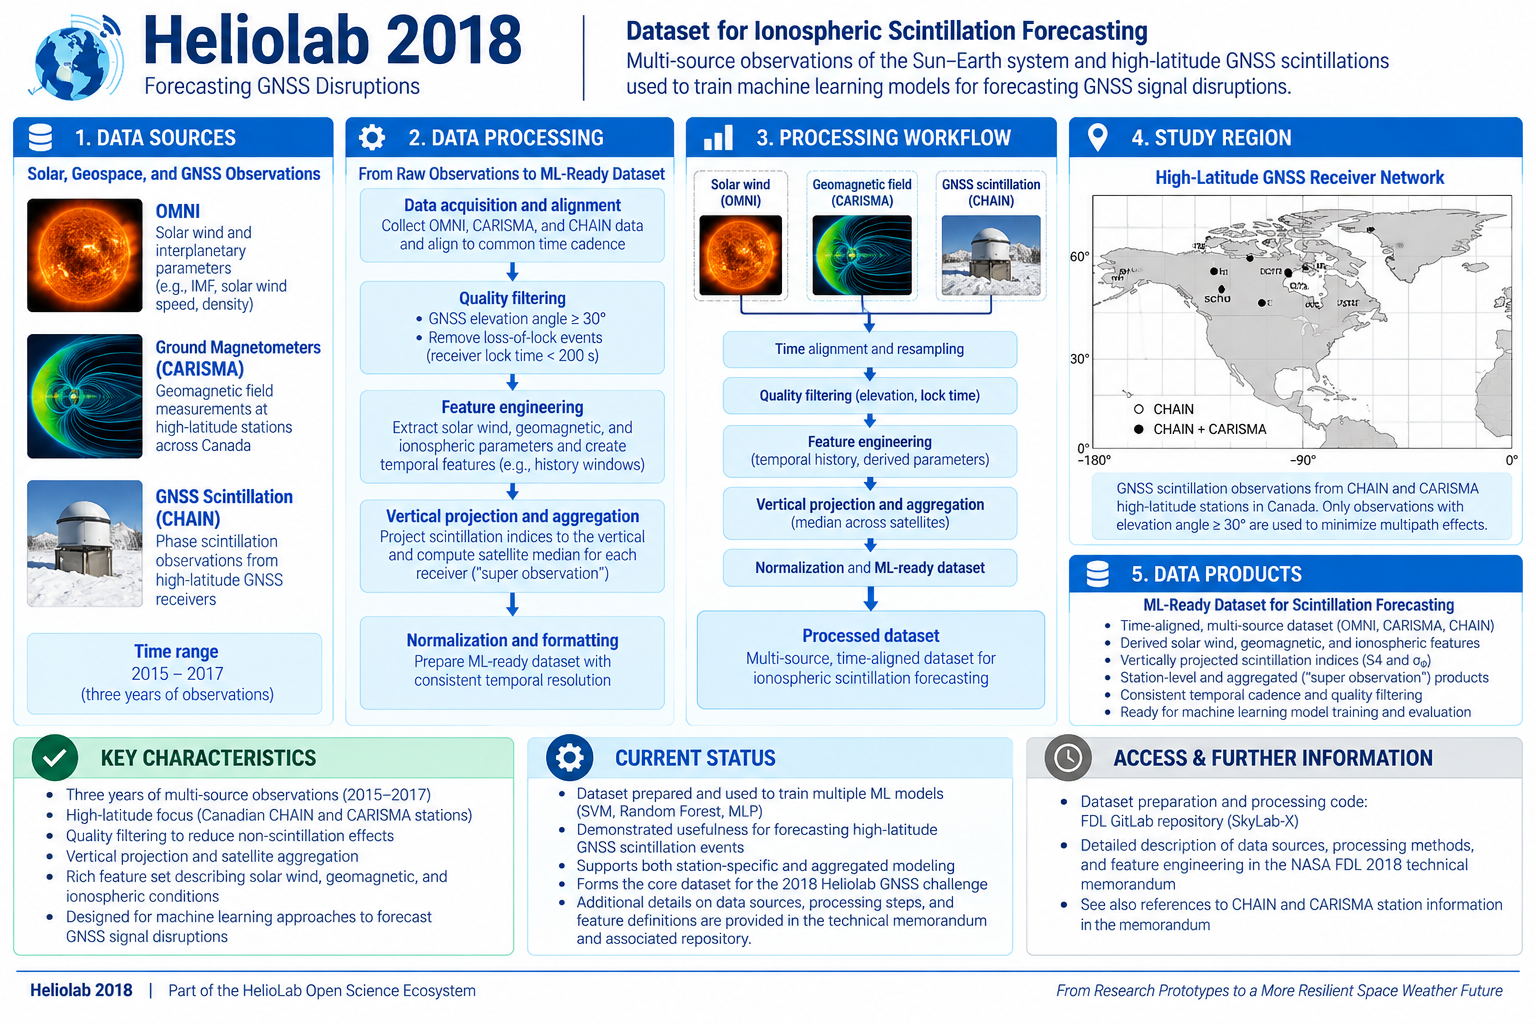 Heliolab 2018
Forecasting GNSS Disruptions
Dataset for Ionospheric Scintillation Forecasting
Multi-source observations of the Sun–Earth system and high-latitude GNSS scintillations
used to train machine learning models for forecasting GNSS signal disruptions.
1. DATA SOURCES
Solar, Geospace, and GNSS Observations
OMNI
Solar wind and
interplanetary
parameters
(e.g., IMF, solar wind
speed, density)
Ground Magnetometers
(CARISMA)
Geomagnetic field
measurements at
high-latitude stations
across Canada
GNSS Scintillation
(CHAIN)
Phase scintillation
observations from
high-latitude GNSS
receivers
Time range
2015 – 2017
(three years of observations)
2. DATA PROCESSING
From Raw Observations to ML-Ready Dataset
Data acquisition and alignment
Collect OMNI, CARISMA, and CHAIN data
and align to common time cadence
Quality filtering
• GNSS elevation angle ≥ 30°
• Remove loss-of-lock events
(receiver lock time < 200 s)
Feature engineering
Extract solar wind, geomagnetic, and
ionospheric parameters and create
temporal features (e.g., history windows)
Vertical projection and aggregation
Project scintillation indices to the vertical
and compute satellite median for each
receiver ("super observation")
Normalization and formatting
Prepare ML-ready dataset with
consistent temporal resolution
3. PROCESSING WORKFLOW
Solar wind
(OMNI)
Geomagnetic field
(CARISMA)
GNSS scintillation
(CHAIN)
Time alignment and resampling
Quality filtering (elevation, lock time)
Feature engineering
(temporal history, derived parameters)
Vertical projection and aggregation
(median across satellites)
Normalization and ML-ready dataset
Processed dataset
Multi-source, time-aligned dataset for
ionospheric scintillation forecasting
4. STUDY REGION
High-Latitude GNSS Receiver Network
60°
30°
0°
-180°
-90°
0°
CHAIN
CHAIN + CARISMA
GNSS scintillation observations from CHAIN and CARISMA
high-latitude stations in Canada. Only observations with
elevation angle ≥ 30° are used to minimize multipath effects.
5. DATA PRODUCTS
ML-Ready Dataset for Scintillation Forecasting
• Time-aligned, multi-source dataset (OMNI, CARISMA, CHAIN)
• Derived solar wind, geomagnetic, and ionospheric features
• Vertically projected scintillation indices (S4 and σφ)
• Station-level and aggregated ("super observation") products
• Consistent temporal cadence and quality filtering
• Ready for machine learning model training and evaluation
KEY CHARACTERISTICS
• Three years of multi-source observations (2015–2017)
• High-latitude focus (Canadian CHAIN and CARISMA stations)
• Quality filtering to reduce non-scintillation effects
• Vertical projection and satellite aggregation
• Rich feature set describing solar wind, geomagnetic, and
ionospheric conditions
• Designed for machine learning approaches to forecast
GNSS signal disruptions
CURRENT STATUS
• Dataset prepared and used to train multiple ML models
(SVM, Random Forest, MLP)
• Demonstrated usefulness for forecasting high-latitude
GNSS scintillation events
• Supports both station-specific and aggregated modeling
• Forms the core dataset for the 2018 Heliolab GNSS challenge
• Additional details on data sources, processing steps, and
feature definitions are provided in the technical memorandum
and associated repository.
ACCESS & FURTHER INFORMATION
• Dataset preparation and processing code:
FDL GitLab repository (SkyLab-X)
• Detailed description of data sources, processing methods,
and feature engineering in the NASA FDL 2018 technical
memorandum
• See also references to CHAIN and CARISMA station information
in the memorandum
Heliolab 2018 | Part of the HelioLab Open Science Ecosystem
From Research Prototypes to a More Resilient Space Weather Future